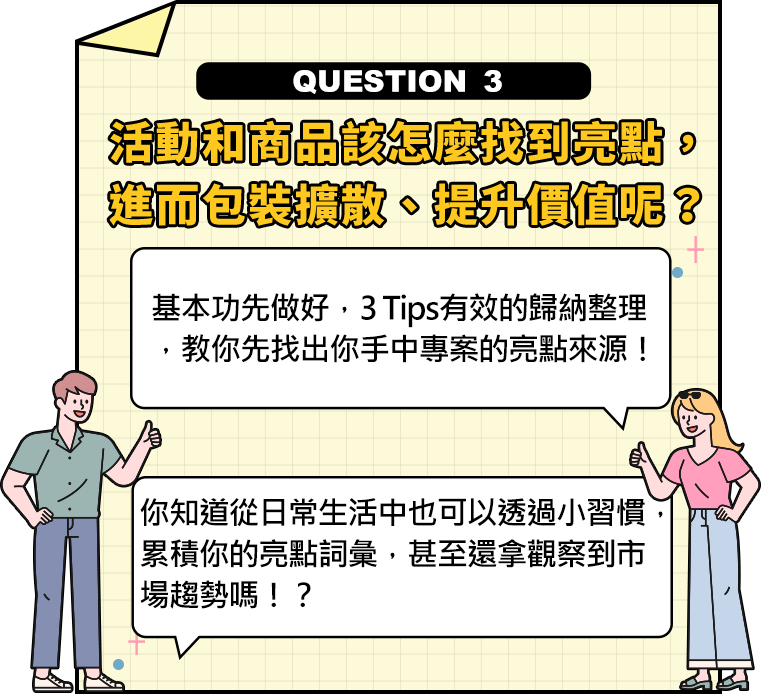 QUESTION 3
活動和商品該怎麼找到亮點，
進而包裝擴散、提升價值呢？
基本功先做好，3 Tips有效的歸納整理
，教你先找出你手中專案的亮點來源！
你知道從日常生活中也可以透過小習慣，
累積你的亮點詞彙，甚至還拿觀察到市
場趨勢嗎！？